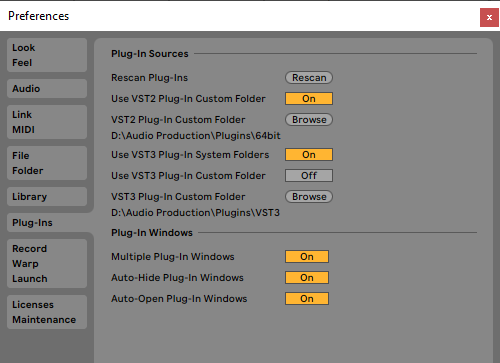 Preferences
x
Look
Feel
Audio
Link
MIDI
File
Folder
Library
Plug-Ins
Record
Warp
Launch
Licenses
Maintenance
Plug-In Sources
Rescan Plug-Ins Rescan
Use VST2 Plug-In Custom Folder On
VST2 Plug-In Custom Folder Browse
D:\Audio Production\Plugins\64bit
Use VST3 Plug-In System Folders On
Use VST3 Plug-In Custom Folder Off
VST3 Plug-In Custom Folder Browse
D:\Audio Production\Plugins\VST3
Plug-In Windows
Multiple Plug-In Windows On
Auto-Hide Plug-In Windows On
Auto-Open Plug-In Windows On